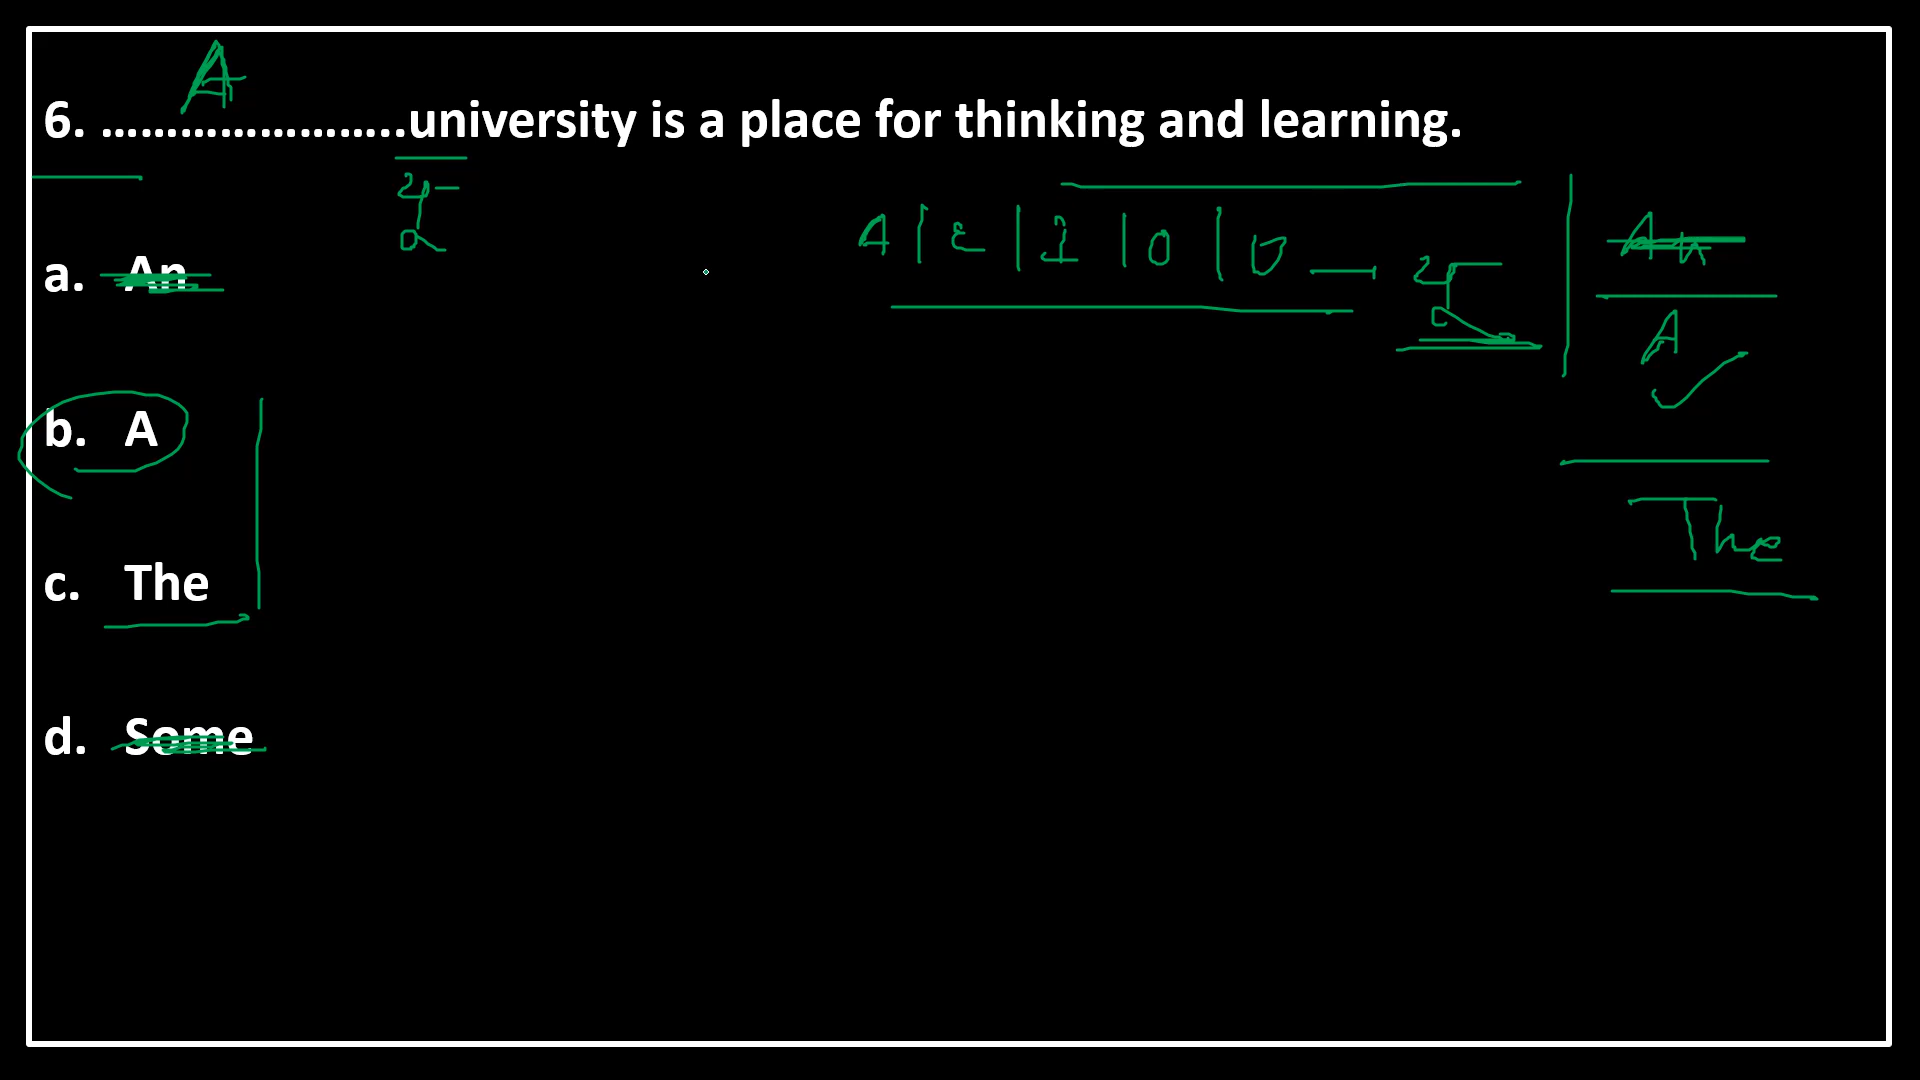 A
6. ........................university is a place for thinking and learning.
A | E | I | O | U
An
a. An
A
b. A
The
c. The
d. Some